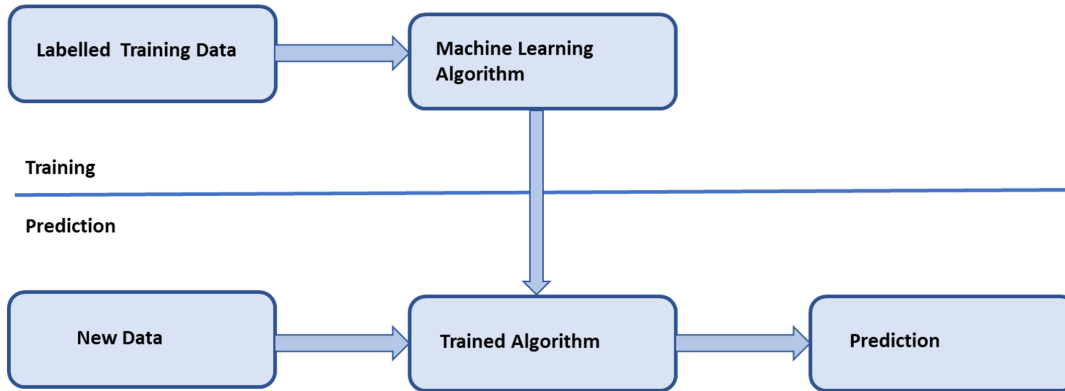 Labelled  Training Data
Machine Learning
Algorithm
Training
Prediction
New Data
Trained Algorithm
Prediction